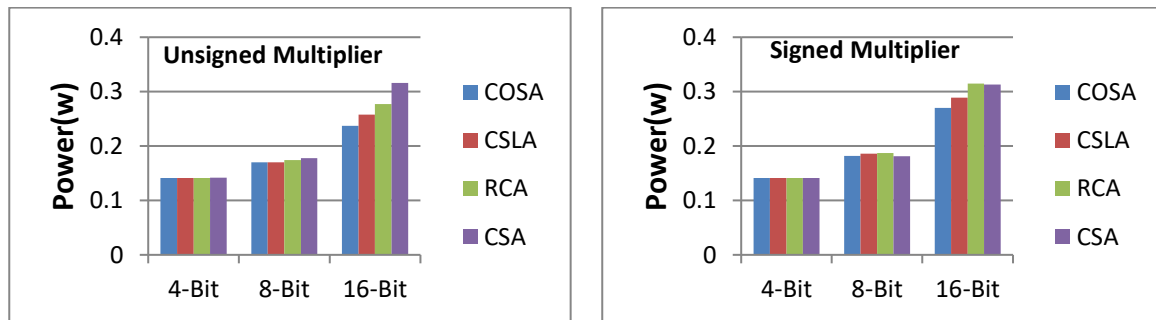 Unsigned Multiplier
Power(w)
0.4
0.3
0.2
0.1
0
4-Bit 8-Bit 16-Bit
COSA
CSLA
RCA
CSA
Signed Multiplier
Power(w)
0.4
0.3
0.2
0.1
0
4-Bit 8-Bit 16-Bit
COSA
CSLA
RCA
CSA